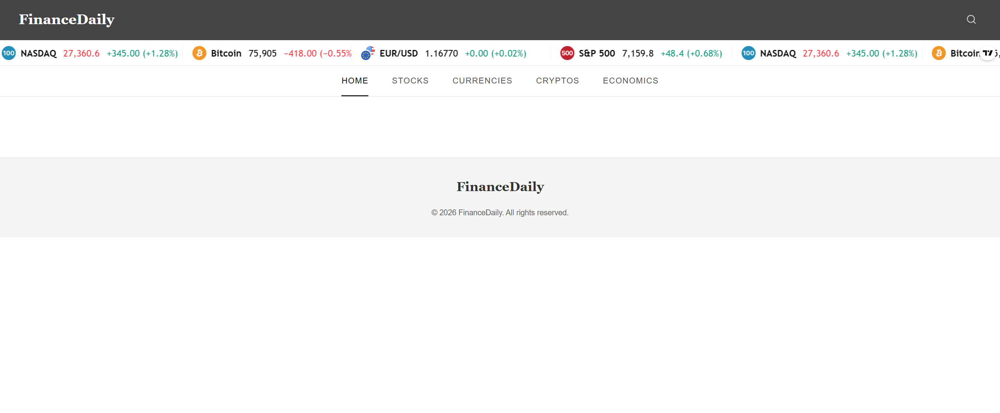 FinanceDaily
100 NASDAQ 27,360.6 +345.00 (+1.28%) Bitcoin 75,905 −418.00 (−0.55% EUR/USD 1.16770 +0.00 (+0.02%) 500 S&P 500 7,159.8 +48.4 (+0.68%) 100 NASDAQ 27,360.6 +345.00 (+1.28%) Bitcoin
HOME STOCKS CURRENCIES CRYPTOS ECONOMICS
FinanceDaily
© 2026 FinanceDaily. All rights reserved.